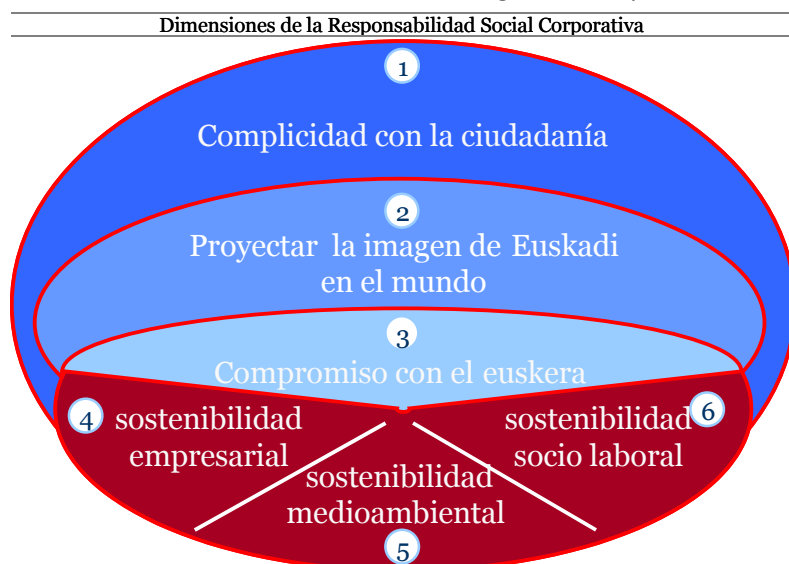 Dimensiones de la Responsabilidad Social Corporativa
1
Complicidad con la ciudadanía
2
Proyectar la imagen de Euskadi
en el mundo
3
Compromiso con el euskera
4
sostenibilidad
empresarial
sostenibilidad
medioambiental
5
sostenibilidad
socio laboral
6